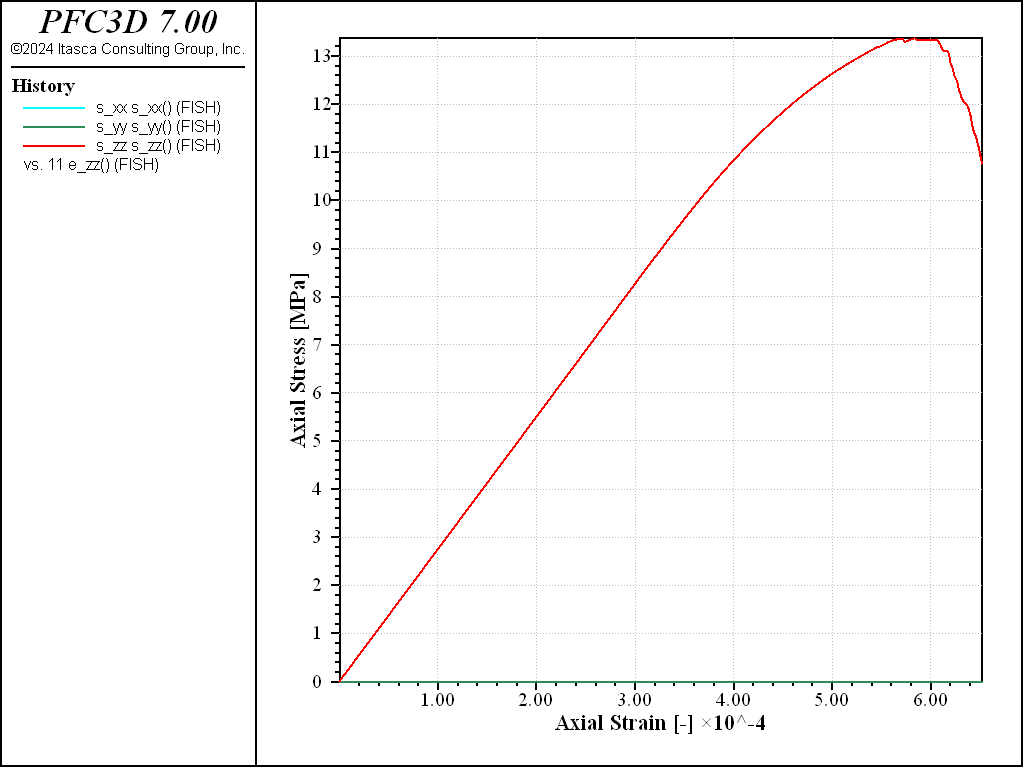 PFC3D 7.00
©2024 Itasca Consulting Group, Inc.
History
s_xx s_xx() (FISH)
s_yy s_yy() (FISH)
s_zz s_zz() (FISH)
vs. 11 e_zz() (FISH)
13
12
11
10
9
8
7
6
5
4
3
2
1
0
Axial Stress [MPa]
1.00 2.00 3.00 4.00 5.00 6.00
Axial Strain [-] ×10^-4